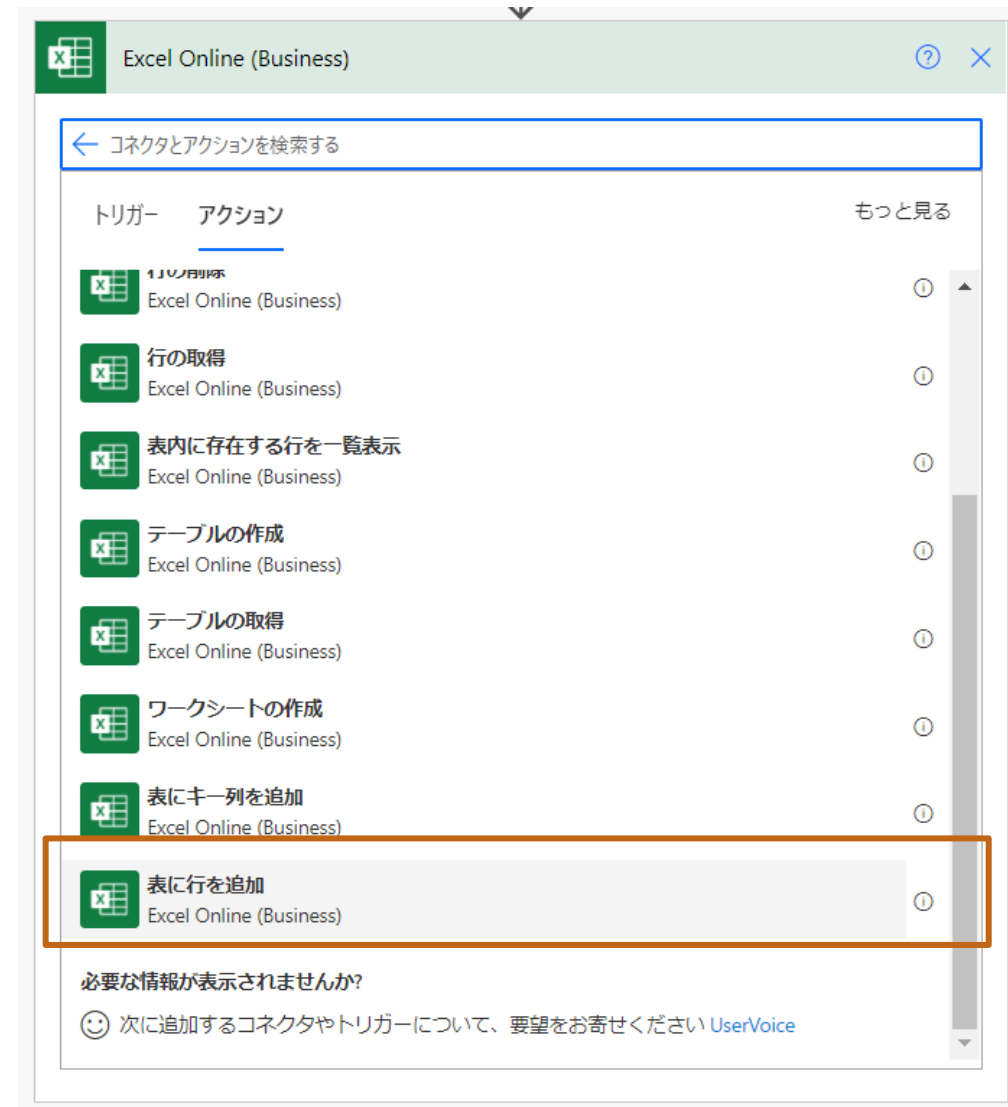 Excel Online (Business)
コネクタとアクションを検索する
トリガー アクション もっと見る
行の削除
Excel Online (Business)
行の取得
Excel Online (Business)
表内に存在する行を一覧表示
Excel Online (Business)
テーブルの作成
Excel Online (Business)
テーブルの取得
Excel Online (Business)
ワークシートの作成
Excel Online (Business)
表にキー列を追加
Excel Online (Business)
表に行を追加
Excel Online (Business)
必要な情報が表示されませんか?
次に追加するコネクタやトリガーについて、要望をお寄せください UserVoice